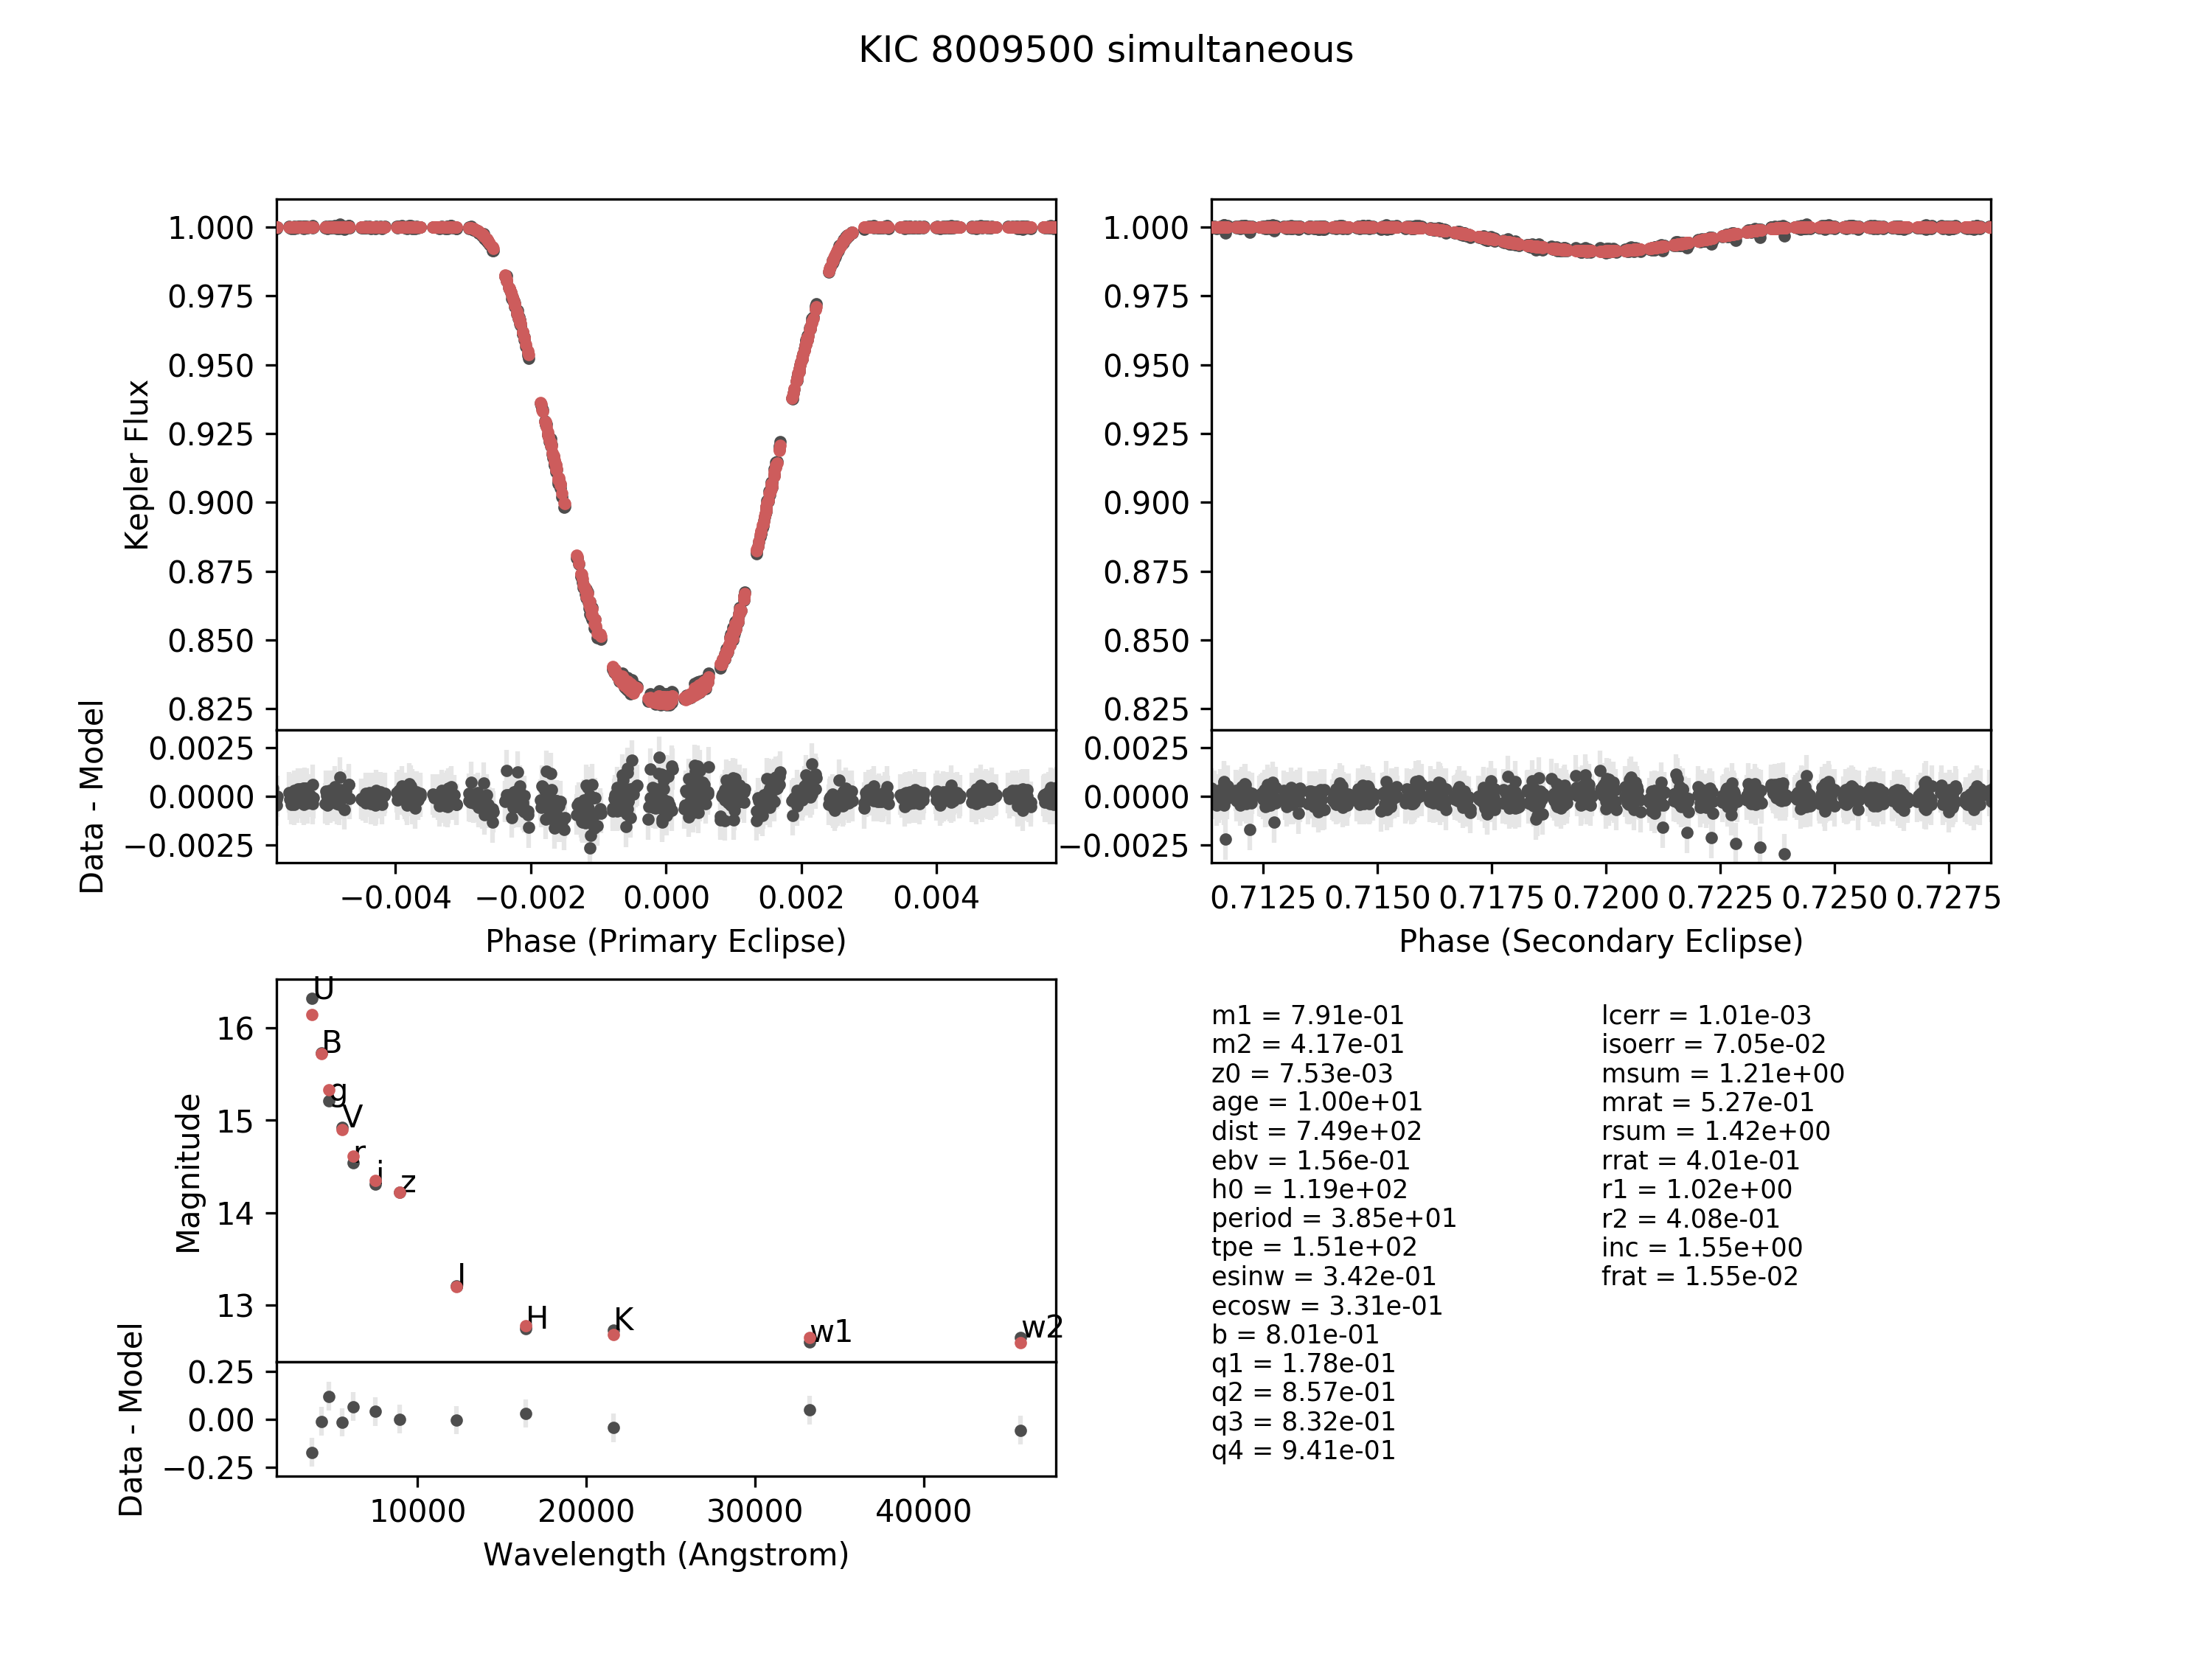 KIC 8009500 simultaneous
1.000
0.975
0.950
0.925
0.900
0.875
0.850
0.825
Kepler Flux
0.0025
0.0000
−0.0025
Data - Model
−0.004 −0.002 0.000 0.002 0.004
Phase (Primary Eclipse)
1.000
0.975
0.950
0.925
0.900
0.875
0.850
0.825
0.0025
0.0000
−0.0025
0.7125 0.7150 0.7175 0.7200 0.7225 0.7250 0.7275
Phase (Secondary Eclipse)
16
15
14
13
Magnitude
U
B
g
V
r
i
z
J
H
K
w1
w2
0.25
0.00
−0.25
Data - Model
10000 20000 30000 40000
Wavelength (Angstrom)
m1 = 7.91e-01
m2 = 4.17e-01
z0 = 7.53e-03
age = 1.00e+01
dist = 7.49e+02
ebv = 1.56e-01
h0 = 1.19e+02
period = 3.85e+01
tpe = 1.51e+02
esinw = 3.42e-01
ecosw = 3.31e-01
b = 8.01e-01
q1 = 1.78e-01
q2 = 8.57e-01
q3 = 8.32e-01
q4 = 9.41e-01
lcerr = 1.01e-03
isoerr = 7.05e-02
msum = 1.21e+00
mrat = 5.27e-01
rsum = 1.42e+00
rrat = 4.01e-01
r1 = 1.02e+00
r2 = 4.08e-01
inc = 1.55e+00
frat = 1.55e-02